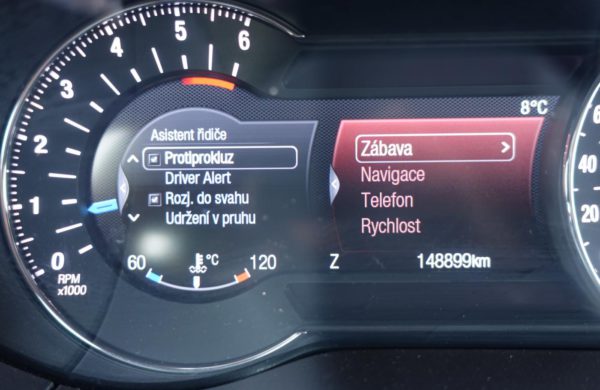 6
5
4
3
2
1
0
RPM
x1000
Asistent řidiče
Protiprokluz
Driver Alert
Rozj. do svahu
Udržení v pruhu
60 °C 120
8°C
Zábava >
Navigace
Telefon
Rychlost
Z 148899km
20